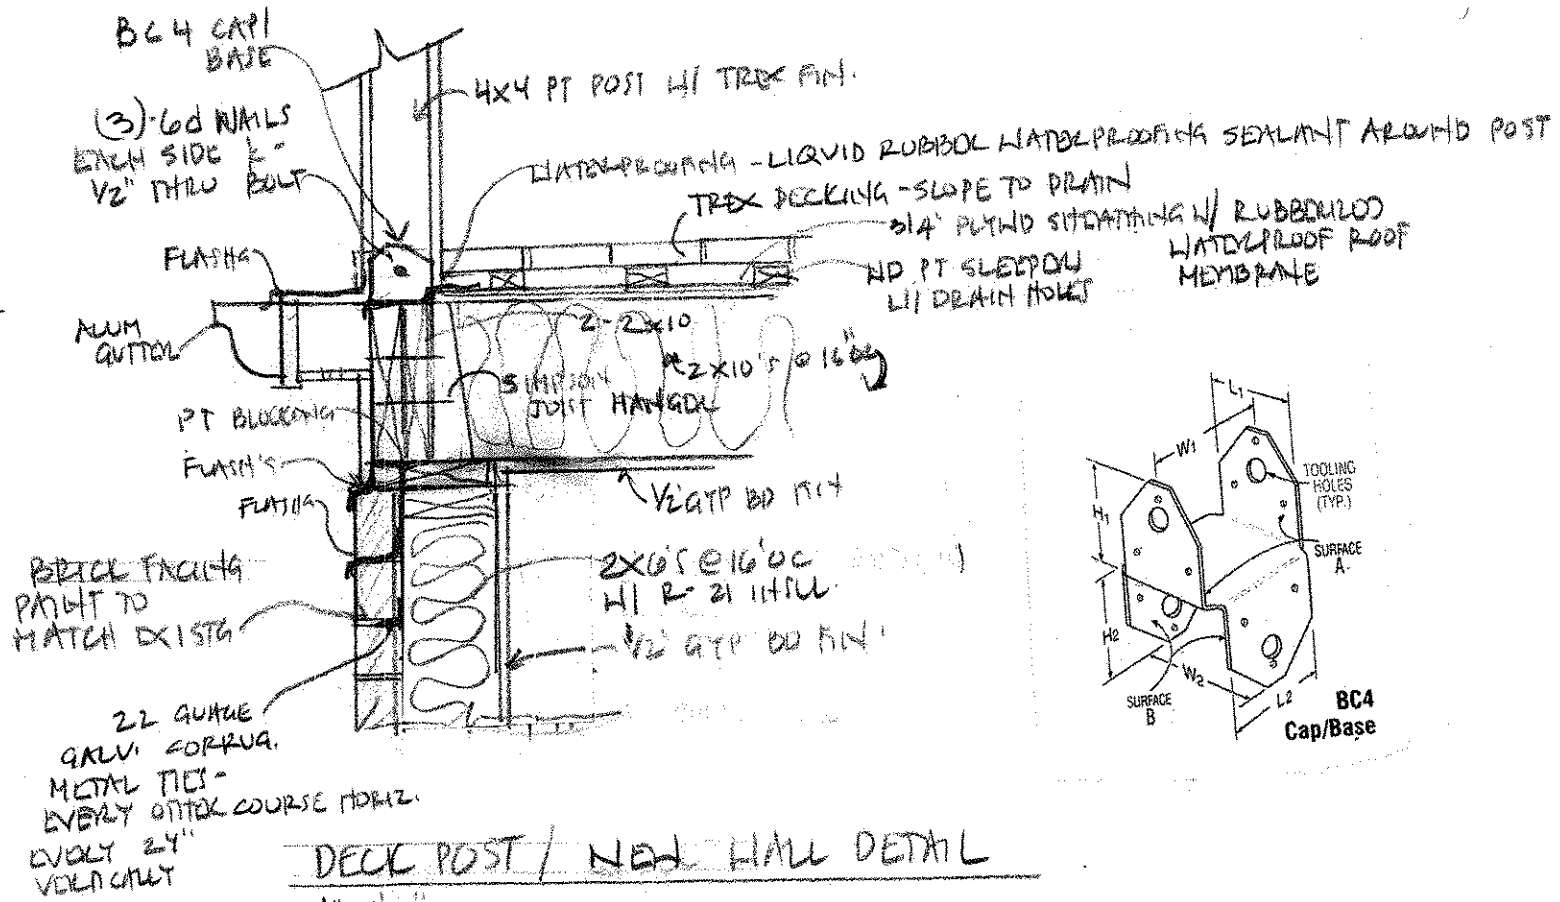 BC4 CAP/
BASE
4X4 PT POST W/ TREX FIN.
(3)-6d NAILS
EACH SIDE &-
1/2" THRU BOLT
WATERPROOFING - LIQUID RUBBER WATERPROOFING SEALANT AROUND POST
TREX DECKING - SLOPE TO DRAIN
3/4" PLYWD SHEATHING W/ RUBBERIZED
WATERPROOF ROOF
MEMBRANE
FLASHG
WD PT SLEEPER
W/ DRAIN HOLES
ALUM
GUTTER
2-2x10
2X10'S @ 16"OC
SIMPSON
JOIST HANGER
PT BLOCKING
FLASH'G
FLASHG
1/2" GYP BD FIN
BRICK FACING
PAINT TO
MATCH EXISTG
2X6'S @ 16"OC
W/ R-21 INSUL.
1/2" GYP BD FIN.
22 GUAGE
GALV. CORRUG.
METAL TIES-
EVERY OTHER COURSE HORIZ.
EVERY 24"
VERTICALLY
L1
W1
H1
TOOLING
HOLES
(TYP.)
SURFACE
A
H2
W2
L2
SURFACE
B
BC4
Cap/Base
DECK POST / NEW WALL DETAIL